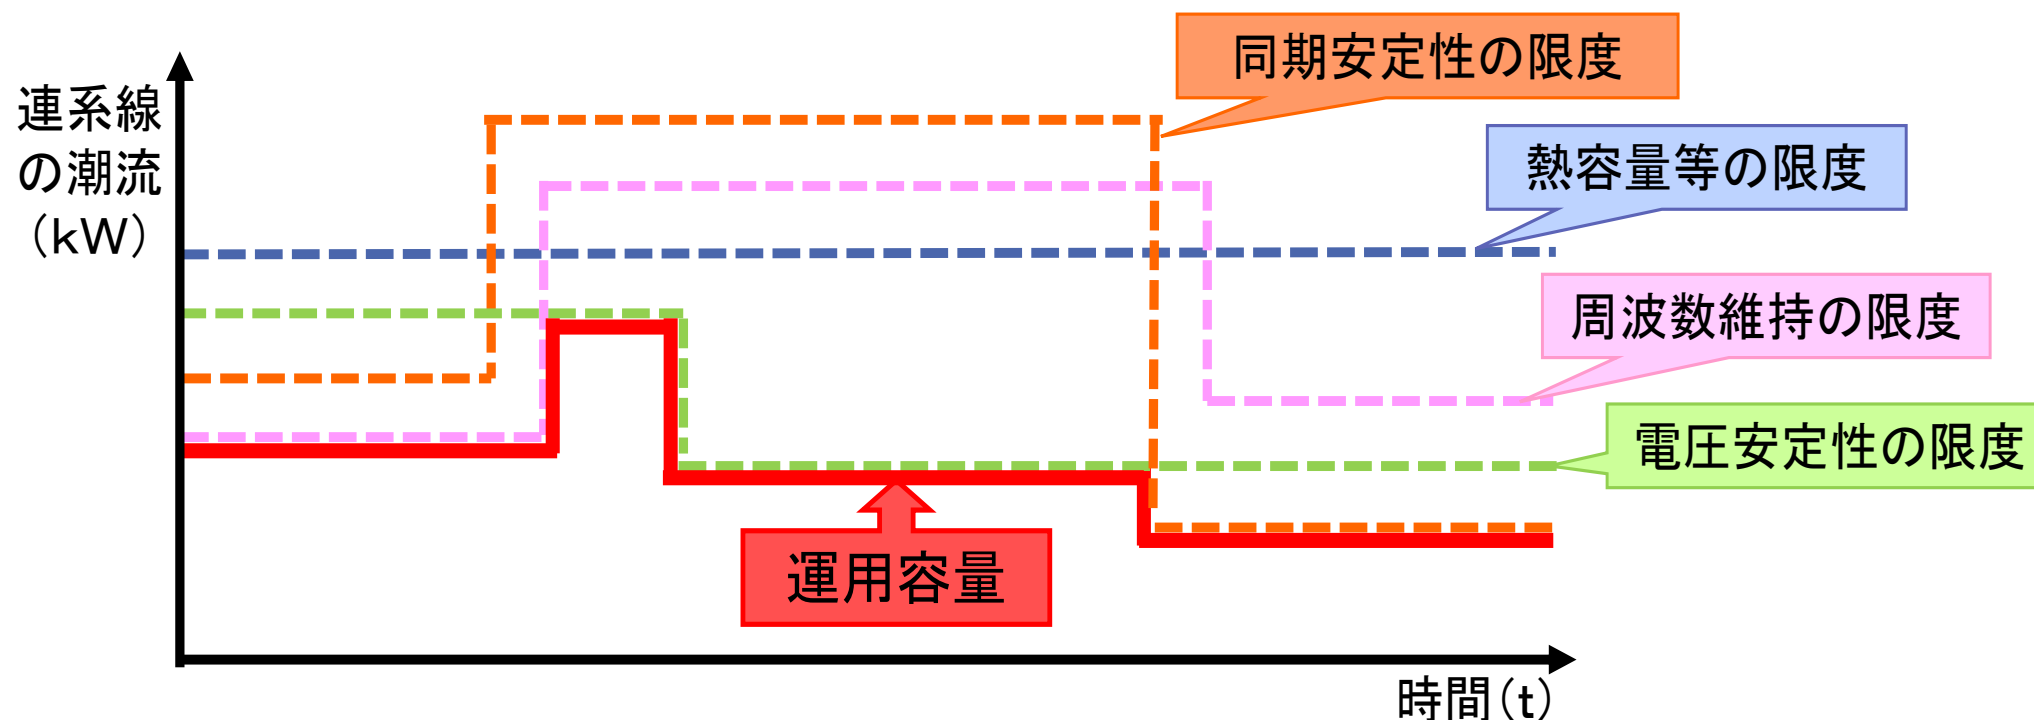 連系線
の潮流
（kW）
同期安定性の限度
熱容量等の限度
周波数維持の限度
電圧安定性の限度
運用容量
時間（t）